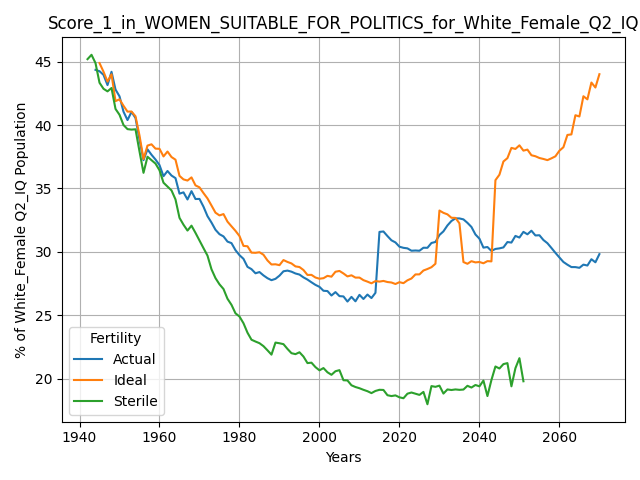 Score_1_in_WOMEN_SUITABLE_FOR_POLITICS_for_White_Female_Q2_IQ
% of White_Female Q2_IQ Population
45
40
35
30
25
20
Fertility
Actual
Ideal
Sterile
1940 1960 1980 2000 2020 2040 2060
Years